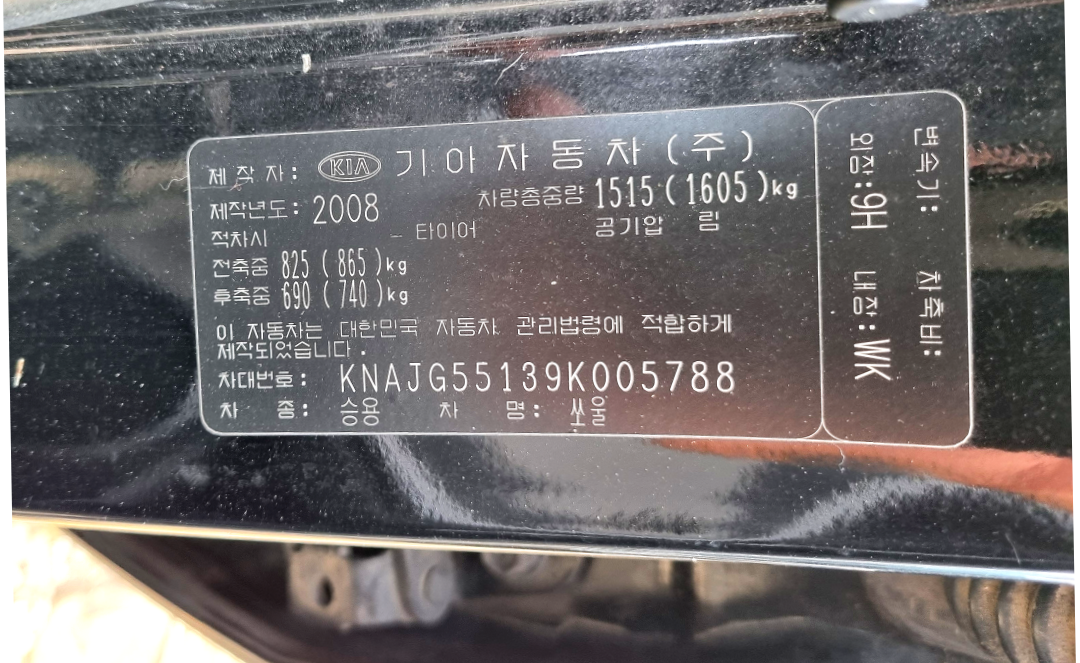 제작자: KIA 기아자동차(주)
제작년도: 2008 차량총중량 1515 (1605)kg
적차시 - 타이어 공기압 림
전축중 825 (865)kg
후축중 690 (740)kg
이 자동차는 대한민국 자동차 관리법령에 적합하게
제작되었습니다.
차대번호: KNAJG55139K005788
차 종: 승용 차 명: 쏘울
변속기: 차축비:
외장:9H 내장:WK